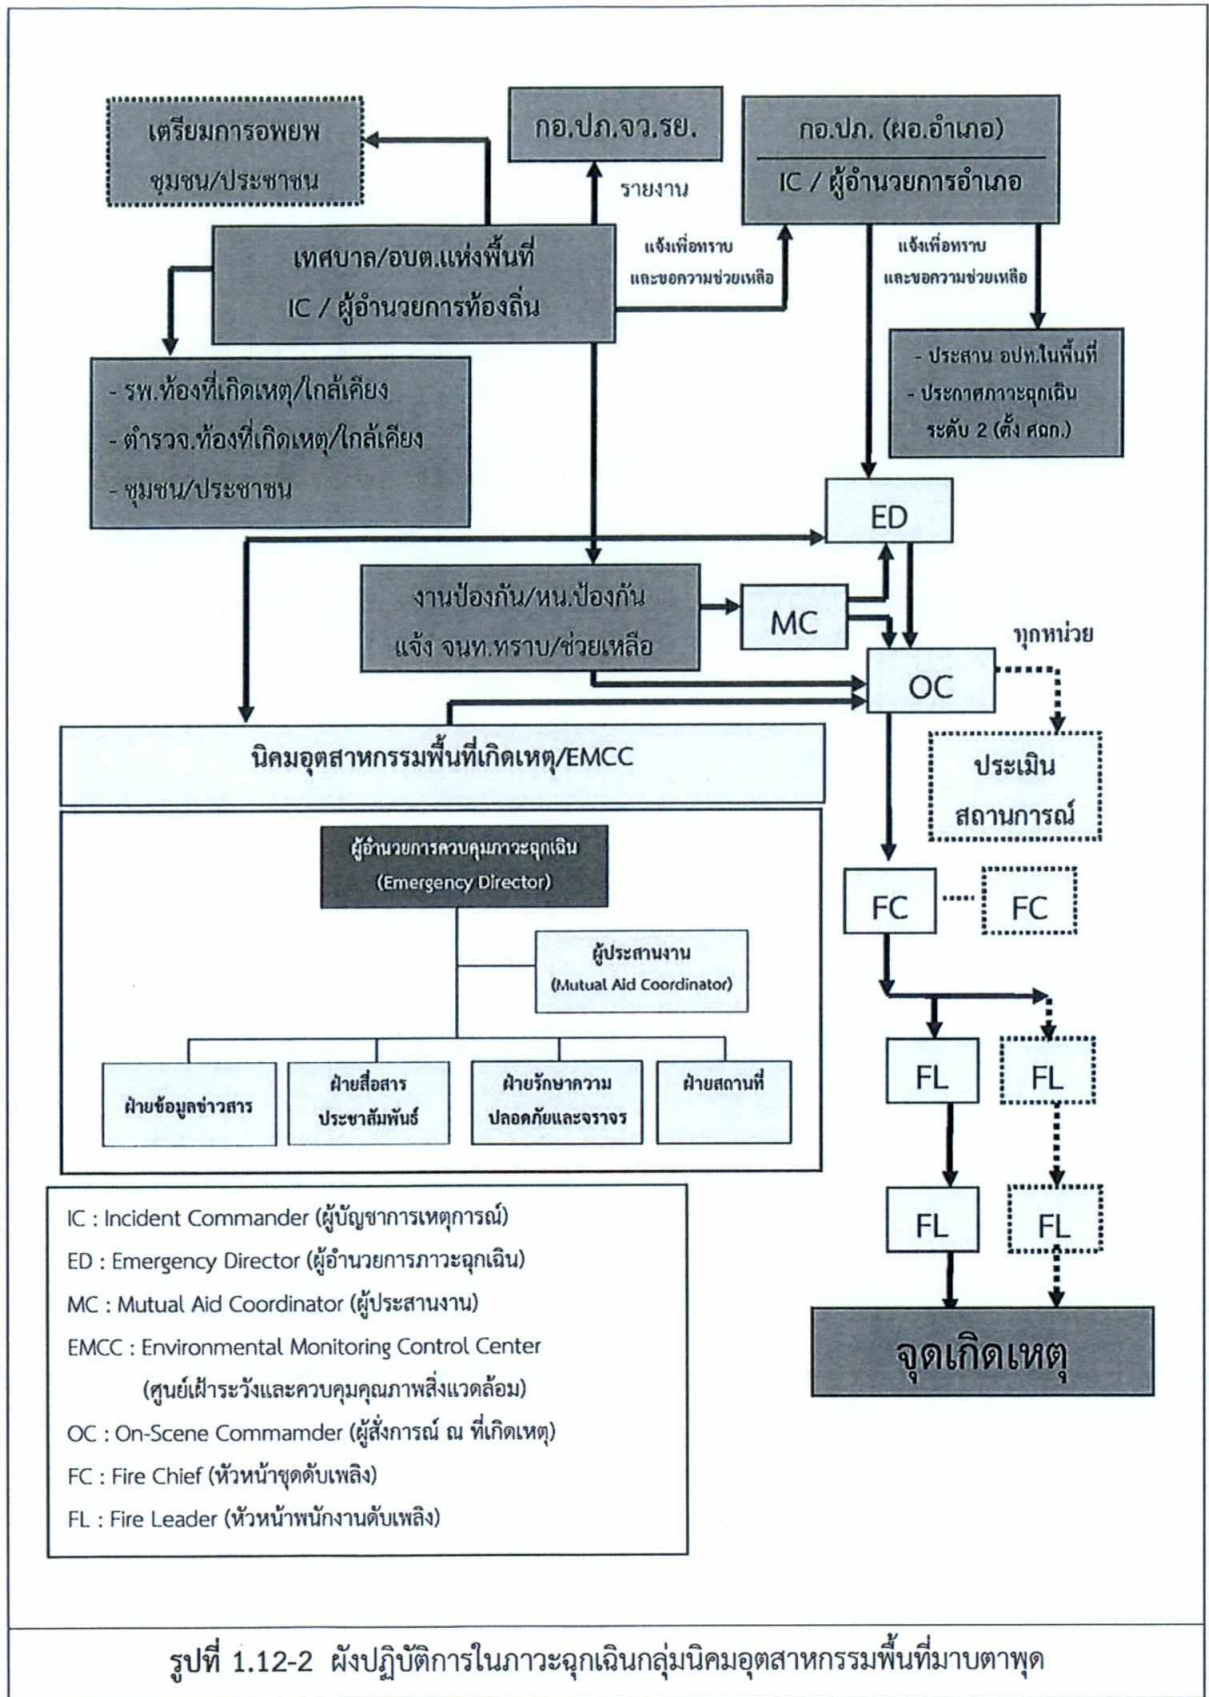 เตรียมการอพยพ
ชุมชน/ประชาชน
กอ.ปภ.จว.รย.
กอ.ปภ. (ผอ.อำเภอ)
IC / ผู้อำนวยการอำเภอ
รายงาน
เทศบาล/อบต.แห่งพื้นที่
IC / ผู้อำนวยการท้องถิ่น
แจ้งเพื่อทราบ
และขอความช่วยเหลือ
แจ้งเพื่อทราบ
และขอความช่วยเหลือ
- รพ.ท้องที่เกิดเหตุ/ใกล้เคียง
- ตำรวจ.ท้องที่เกิดเหตุ/ใกล้เคียง
- ชุมชน/ประชาชน
- ประสาน อปท.ในพื้นที่
- ประกาศภาวะฉุกเฉิน
ระดับ 2 (ตั้ง ศฉก.)
ED
งานป้องกัน/หน.ป้องกัน
แจ้ง จนท.ทราบ/ช่วยเหลือ
MC
ทุกหน่วย
OC
นิคมอุตสาหกรรมพื้นที่เกิดเหตุ/EMCC
ประเมิน
สถานการณ์
ผู้อำนวยการควบคุมภาวะฉุกเฉิน
(Emergency Director)
ผู้ประสานงาน
(Mutual Aid Coordinator)
FC
FC
ฝ่ายข้อมูลข่าวสาร
ฝ่ายสื่อสาร
ประชาสัมพันธ์
ฝ่ายรักษาความ
ปลอดภัยและจราจร
ฝ่ายสถานที่
FL
FL
FL
FL
จุดเกิดเหตุ
IC : Incident Commander (ผู้บัญชาการเหตุการณ์)
ED : Emergency Director (ผู้อำนวยการภาวะฉุกเฉิน)
MC : Mutual Aid Coordinator (ผู้ประสานงาน)
EMCC : Environmental Monitoring Control Center
(ศูนย์เฝ้าระวังและควบคุมคุณภาพสิ่งแวดล้อม)
OC : On-Scene Commamder (ผู้สั่งการณ์ ณ ที่เกิดเหตุ)
FC : Fire Chief (หัวหน้าชุดดับเพลิง)
FL : Fire Leader (หัวหน้าพนักงานดับเพลิง)
รูปที่ 1.12-2 ผังปฏิบัติการในภาวะฉุกเฉินกลุ่มนิคมอุตสาหกรรมพื้นที่มาบตาพุด